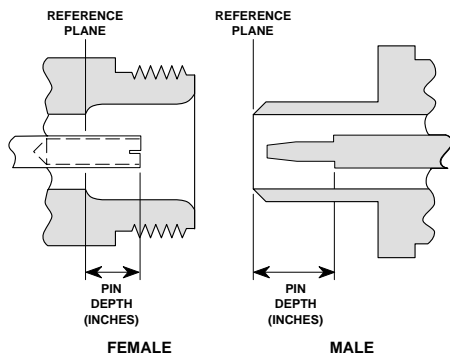 REFERENCE
PLANE
REFERENCE
PLANE
PIN
DEPTH
(INCHES)
PIN
DEPTH
(INCHES)
FEMALE
MALE